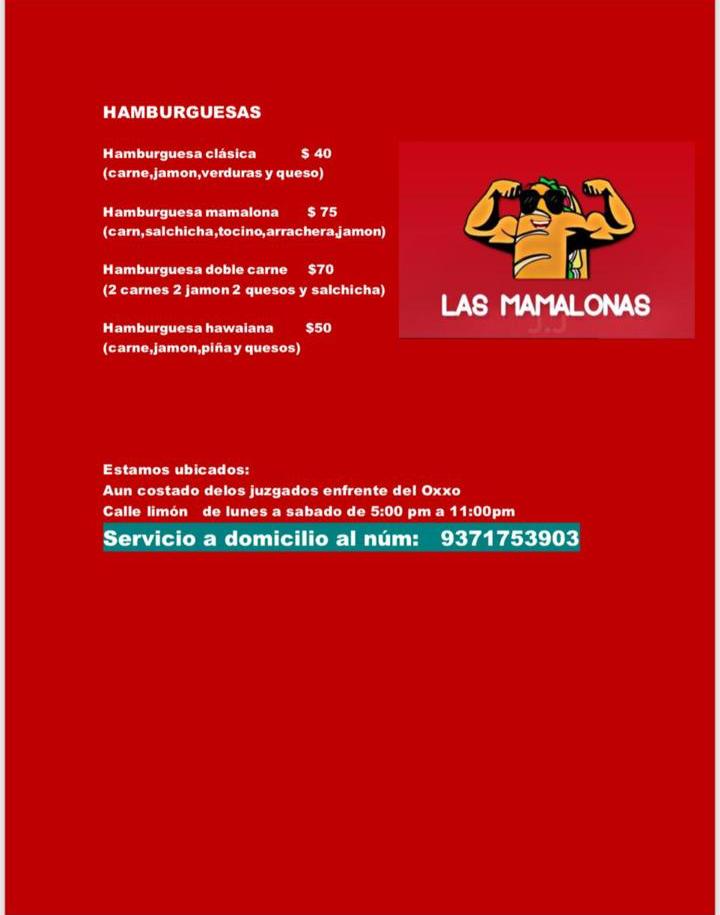 HAMBURGUESAS
Hamburguesa clásica $ 40
(carne,jamon,verduras y queso)
Hamburguesa mamalona $ 75
(carn,salchicha,tocino,arrachera,jamon)
Hamburguesa doble carne $70
(2 carnes 2 jamon 2 quesos y salchicha)
Hamburguesa hawaiana $50
(carne,jamon,piña y quesos)
LAS MAMALONAS
J.J
Estamos ubicados:
Aun costado delos juzgados enfrente del Oxxo
Calle limón de lunes a sabado de 5:00 pm a 11:00pm
Servicio a domicilio al núm: 9371753903